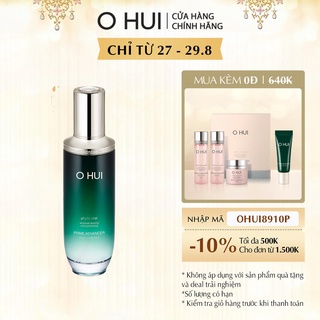 O HUI
CỬA HÀNG
CHÍNH HÃNG
CHỈ TỪ 27 - 29.8
MUA KÈM 0Đ | 640K
O HUI
O HUI
PRIME ADVANCER
NHẬP MÃ OHUI8910P
-10% Tối đa 500K
Cho đơn từ 1.500K
* Không áp dụng với sản phẩm quà tặng
và deal trải nghiệm
*Số lượng có hạn
* Kiểm tra giỏ hàng trước khi thanh toán